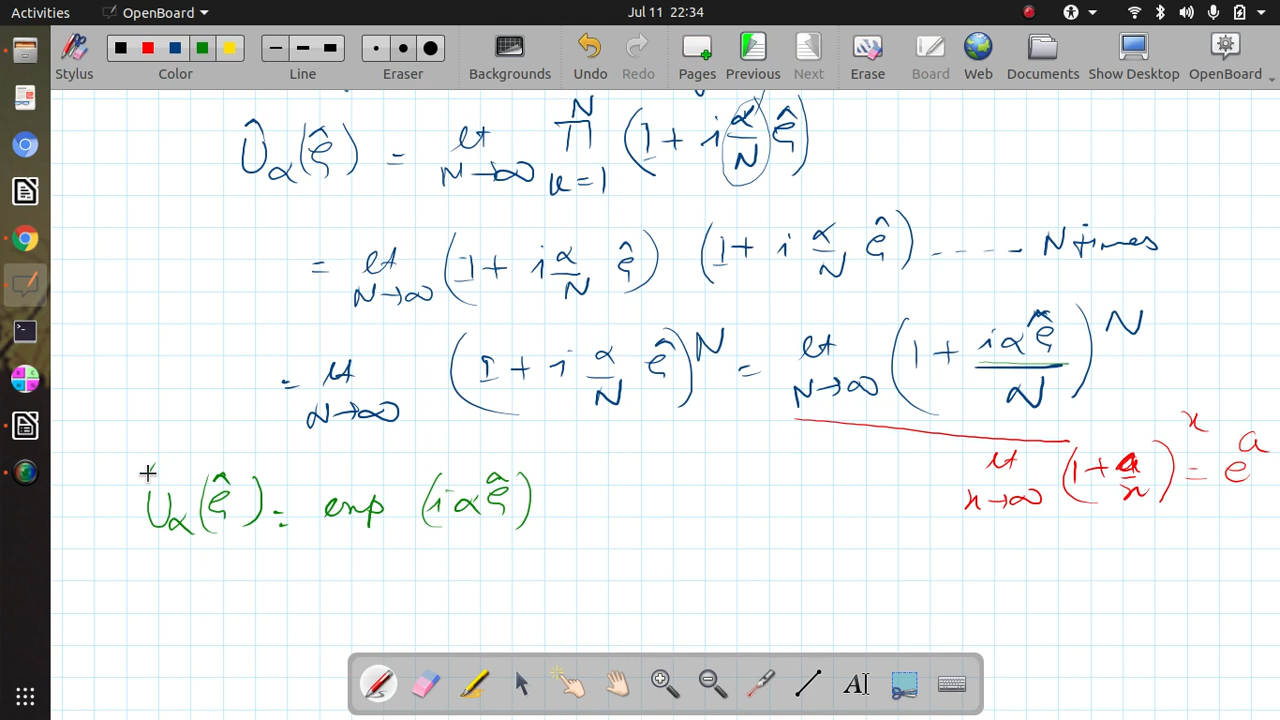 Activities OpenBoard Jul 11 22:34
Stylus Color Line Eraser Backgrounds Undo Redo Pages Previous Next Erase Board Web Documents Show Desktop OpenBoard
Û_α(ξ̂) = lt N→∞ N Π k=1 (1 + i α/N ξ̂)
= lt N→∞ (1 + i α/N ξ̂) (1 + i α/N ξ̂) ----- N times
= lt N→∞ (1 + i α/N ξ̂)^N = lt N→∞ (1 + iαξ̂/N)^N
lt x→∞ (1 + a/x)^x = e^a
U_α(ξ̂) = exp (iαξ̂)